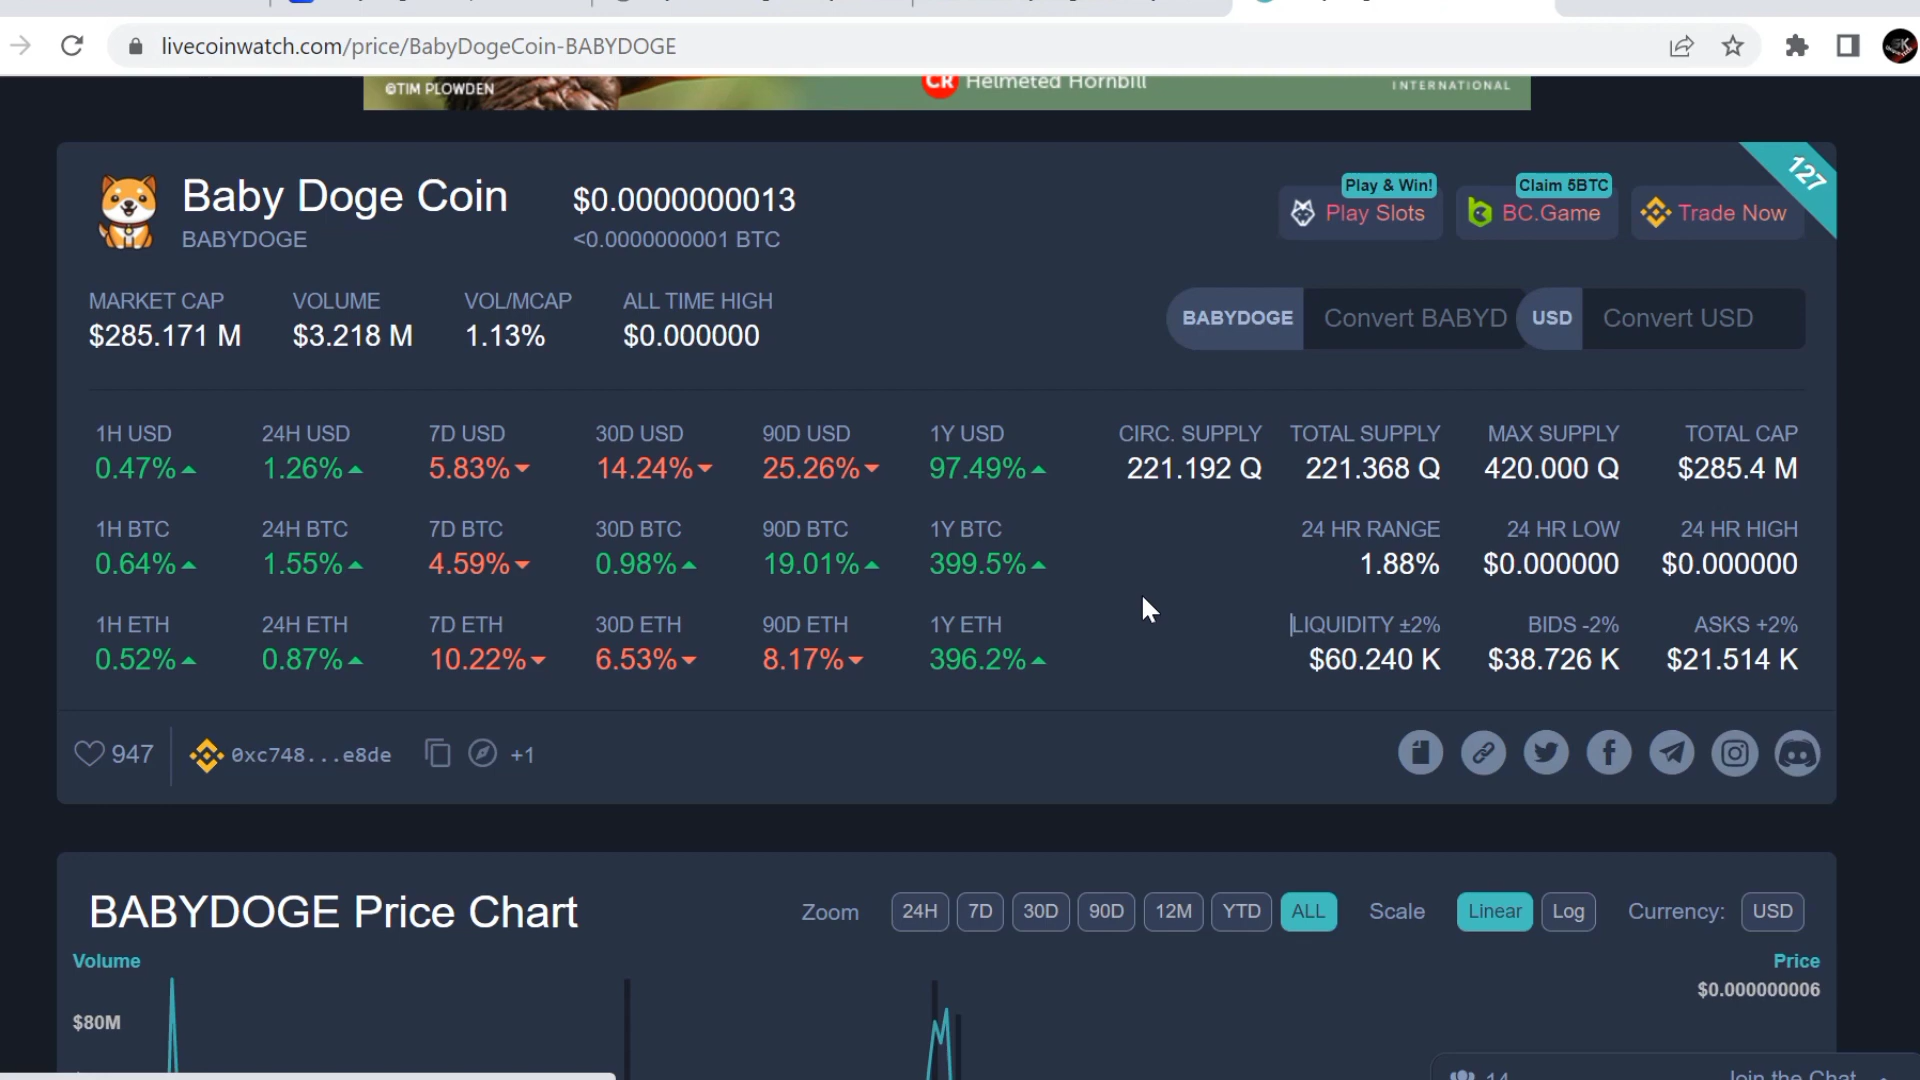 livecoinwatch.com/price/BabyDogeCoin-BABYDOGE
©TIM PLOWDEN
CR Helmeted Hornbill
INTERNATIONAL
127
Baby Doge Coin
BABYDOGE
$0.0000000013
<0.0000000001 BTC
Play & Win!
Play Slots
Claim 5BTC
BC.Game
Trade Now
MARKET CAP VOLUME VOL/MCAP ALL TIME HIGH
$285.171 M $3.218 M 1.13% $0.000000
BABYDOGE Convert BABYD USD Convert USD
1H USD 24H USD 7D USD 30D USD 90D USD 1Y USD CIRC. SUPPLY TOTAL SUPPLY MAX SUPPLY TOTAL CAP
0.47% 1.26% 5.83% 14.24% 25.26% 97.49% 221.192 Q 221.368 Q 420.000 Q $285.4 M
1H BTC 24H BTC 7D BTC 30D BTC 90D BTC 1Y BTC 24 HR RANGE 24 HR LOW 24 HR HIGH
0.64% 1.55% 4.59% 0.98% 19.01% 399.5% 1.88% $0.000000 $0.000000
1H ETH 24H ETH 7D ETH 30D ETH 90D ETH 1Y ETH LIQUIDITY ±2% BIDS -2% ASKS +2%
0.52% 0.87% 10.22% 6.53% 8.17% 396.2% $60.240 K $38.726 K $21.514 K
947 0xc748...e8de +1
BABYDOGE Price Chart
Zoom 24H 7D 30D 90D 12M YTD ALL Scale Linear Log Currency: USD
Volume Price
$0.000000006
$80M
14 Join the Chat